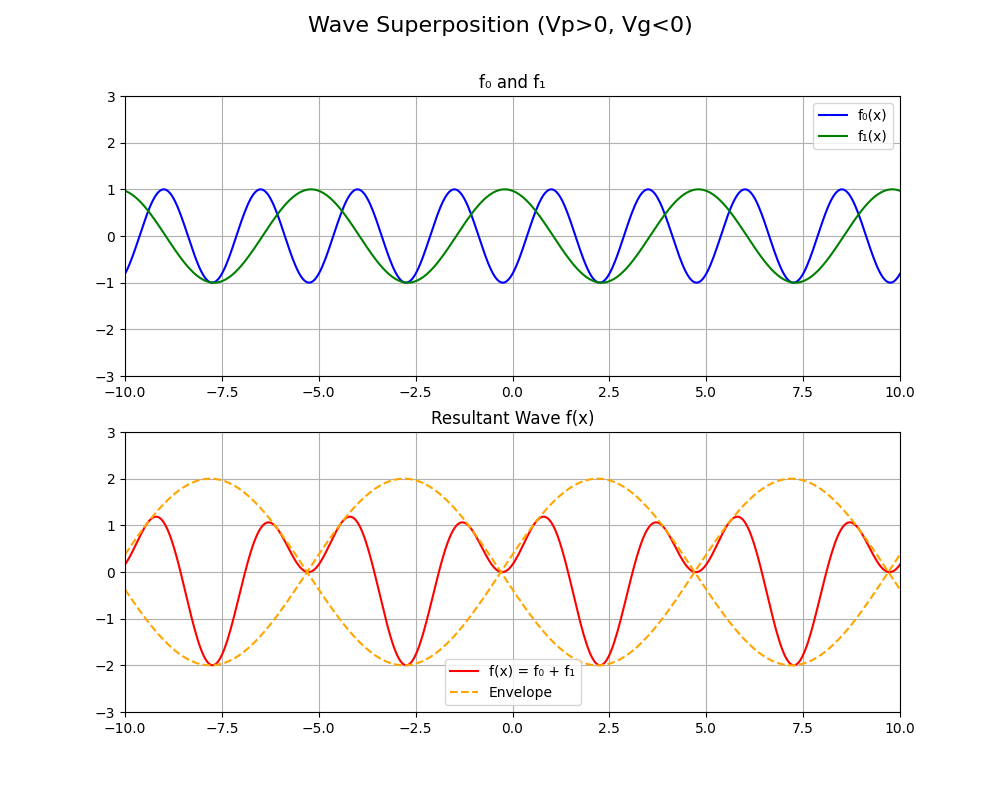 Wave Superposition (Vp>0, Vg<0)
f₀ and f₁
3
2
1
0
−1
−2
−3
f₀(x)
f₁(x)
−10.0 −7.5 −5.0 −2.5 0.0 2.5 5.0 7.5 10.0
Resultant Wave f(x)
3
2
1
0
−1
−2
−3
f(x) = f₀ + f₁
Envelope
−10.0 −7.5 −5.0 −2.5 0.0 2.5 5.0 7.5 10.0